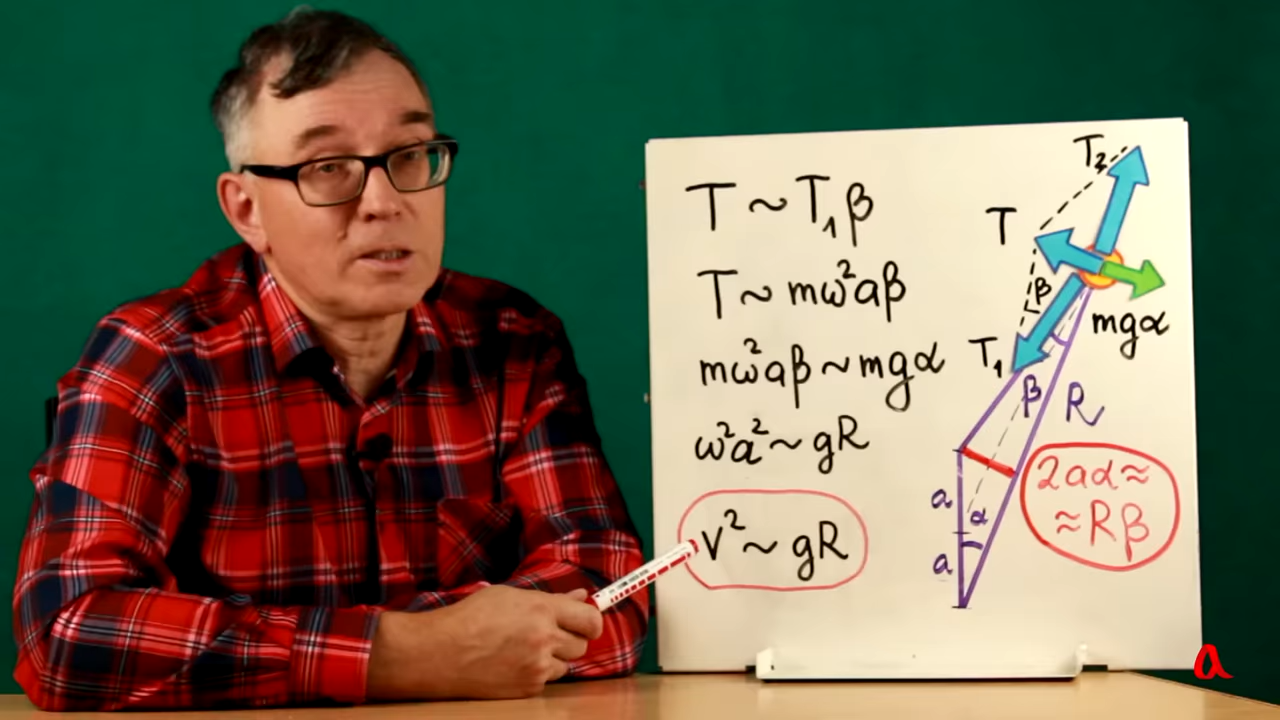 T ~ T₁β
T ~ mω²aβ
mω²aβ ~ mgα
ω²a² ~ gR
v² ~ gR
T₂
T
β
mgα
T₁
β
R
2aα ≈
≈ Rβ
a
α
a
a